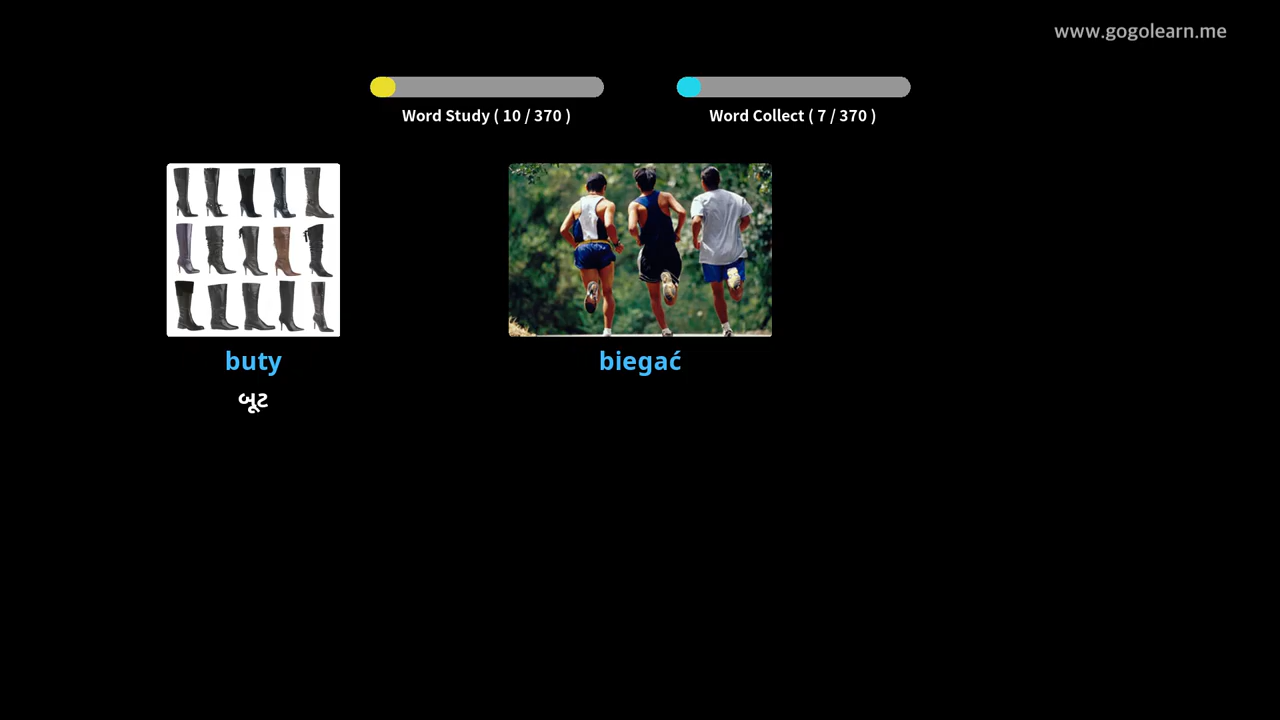 www.gogolearn.me
Word Study ( 10 / 370 )
Word Collect ( 7 / 370 )
buty
biegać
બૂટ